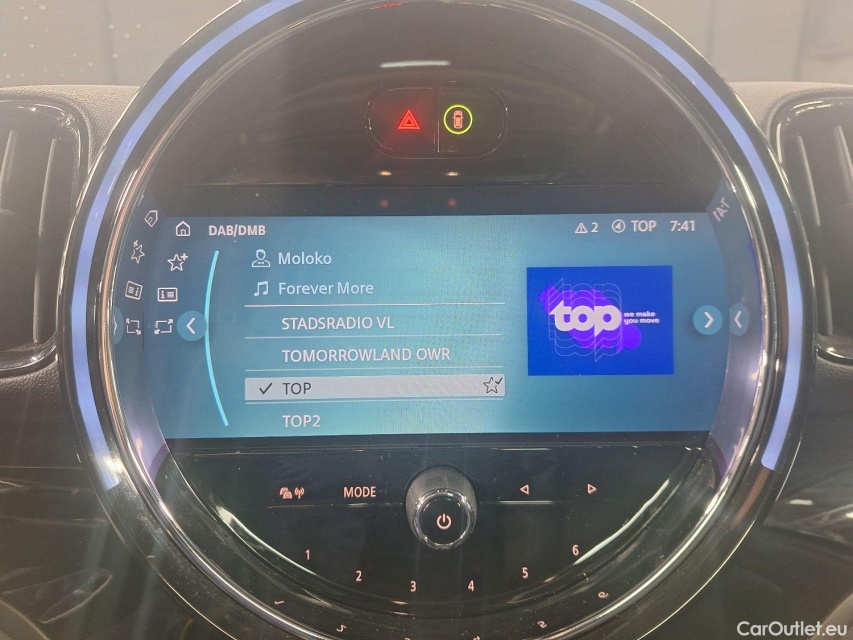 DAB/DMB
2 TOP 7:41
Moloko
Forever More
STADSRADIO VL
TOMORROWLAND OWR
TOP
TOP2
top we make you move
MODE
1 2 3 4 5 6
CarOutlet.eu